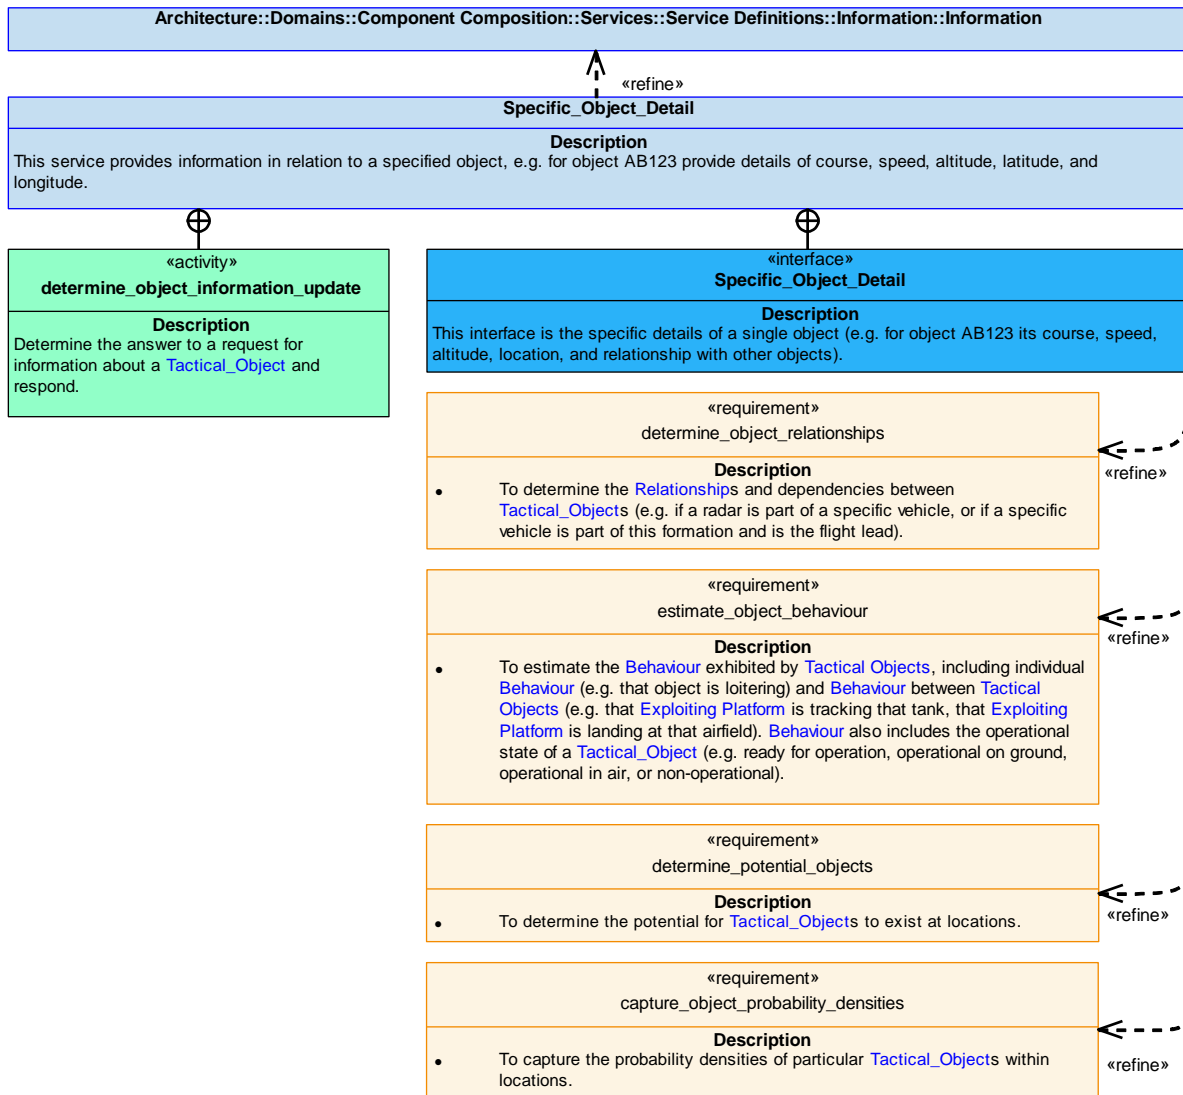 Architecture::Domains::Component Composition::Services::Service Definitions::Information::Information
«refine»
Specific_Object_Detail
Description
This service provides information in relation to a specified object, e.g. for object AB123 provide details of course, speed, altitude, latitude, and
longitude.
«activity»
determine_object_information_update
Description
Determine the answer to a request for
information about a Tactical_Object and
respond.
«interface»
Specific_Object_Detail
Description
This interface is the specific details of a single object (e.g. for object AB123 its course, speed,
altitude, location, and relationship with other objects).
«requirement»
determine_object_relationships
«refine»
Description
• To determine the Relationships and dependencies between
Tactical_Objects (e.g. if a radar is part of a specific vehicle, or if a specific
vehicle is part of this formation and is the flight lead).
«requirement»
estimate_object_behaviour
«refine»
Description
• To estimate the Behaviour exhibited by Tactical Objects, including individual
Behaviour (e.g. that object is loitering) and Behaviour between Tactical
Objects (e.g. that Exploiting Platform is tracking that tank, that Exploiting
Platform is landing at that airfield). Behaviour also includes the operational
state of a Tactical_Object (e.g. ready for operation, operational on ground,
operational in air, or non-operational).
«requirement»
determine_potential_objects
Description
«refine»
• To determine the potential for Tactical_Objects to exist at locations.
«requirement»
capture_object_probability_densities
Description
• To capture the probability densities of particular Tactical_Objects within
locations.
«refine»